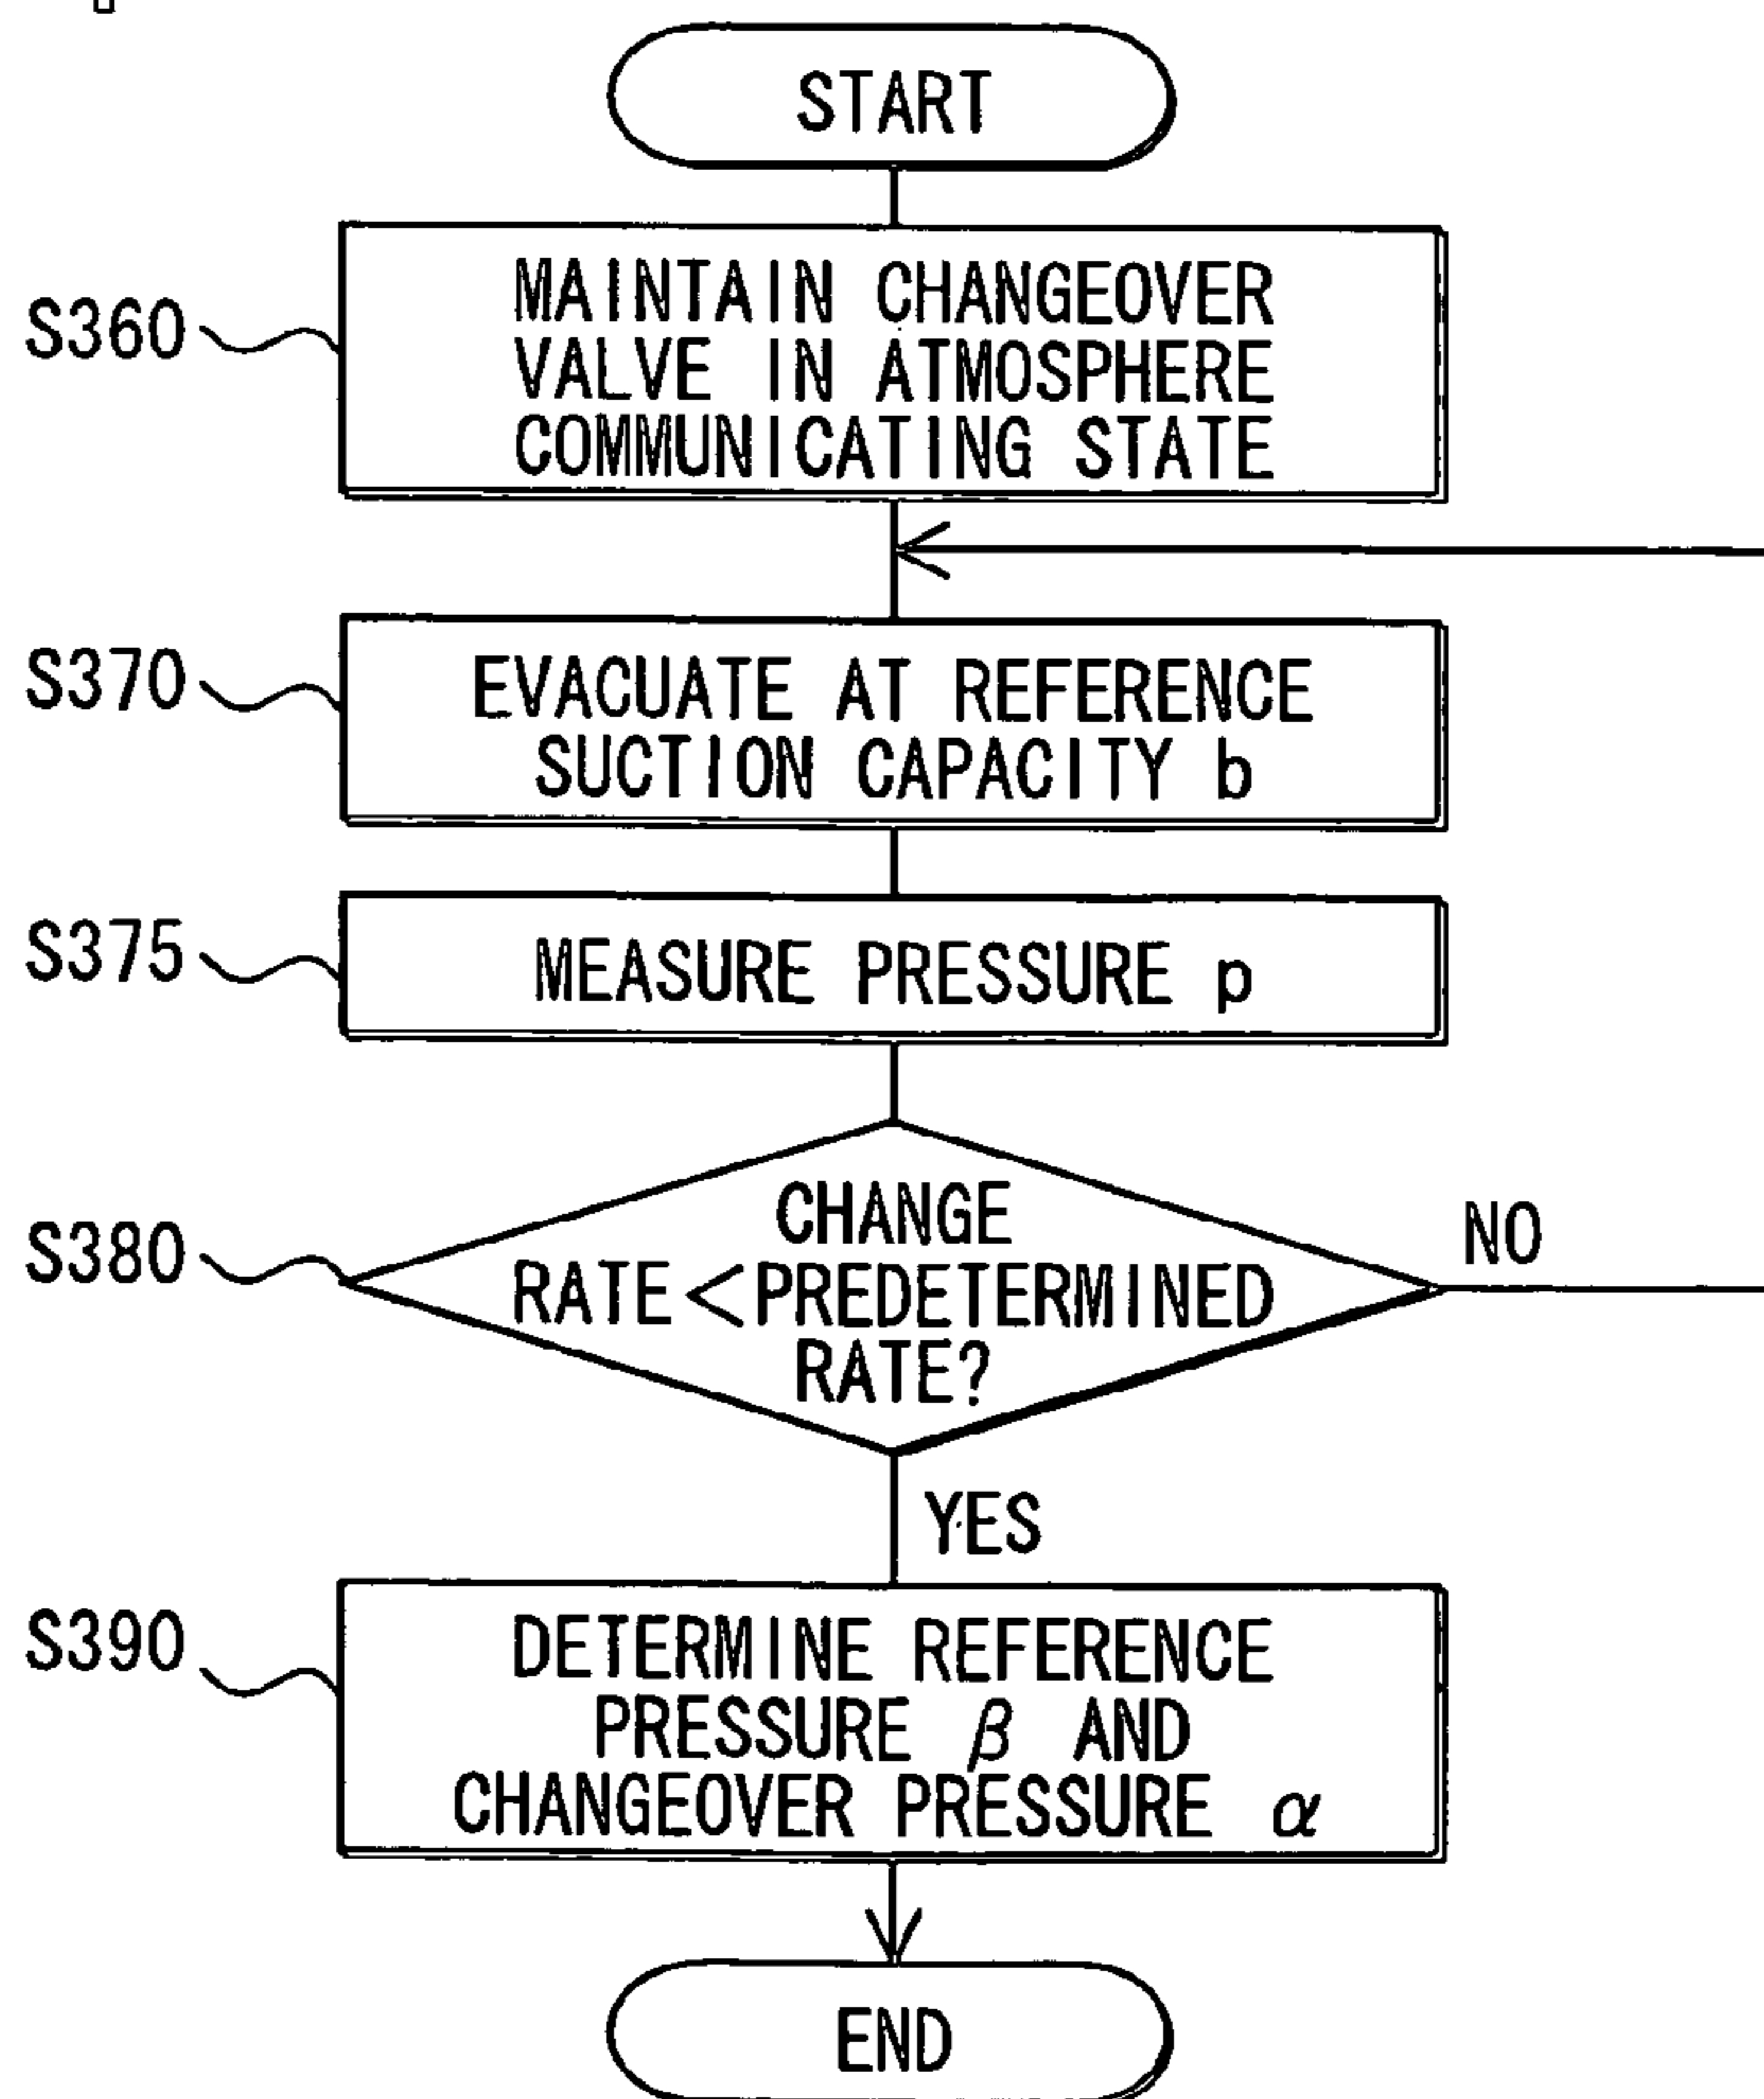 START
S360
MAINTAIN CHANGEOVER
VALVE IN ATMOSPHERE
COMMUNICATING STATE
S370
EVACUATE AT REFERENCE
SUCTION CAPACITY b
S375
MEASURE PRESSURE p
S380
CHANGE
RATE<PREDETERMINED
RATE?
NO
YES
S390
DETERMINE REFERENCE
PRESSURE β AND
CHANGEOVER PRESSURE α
END